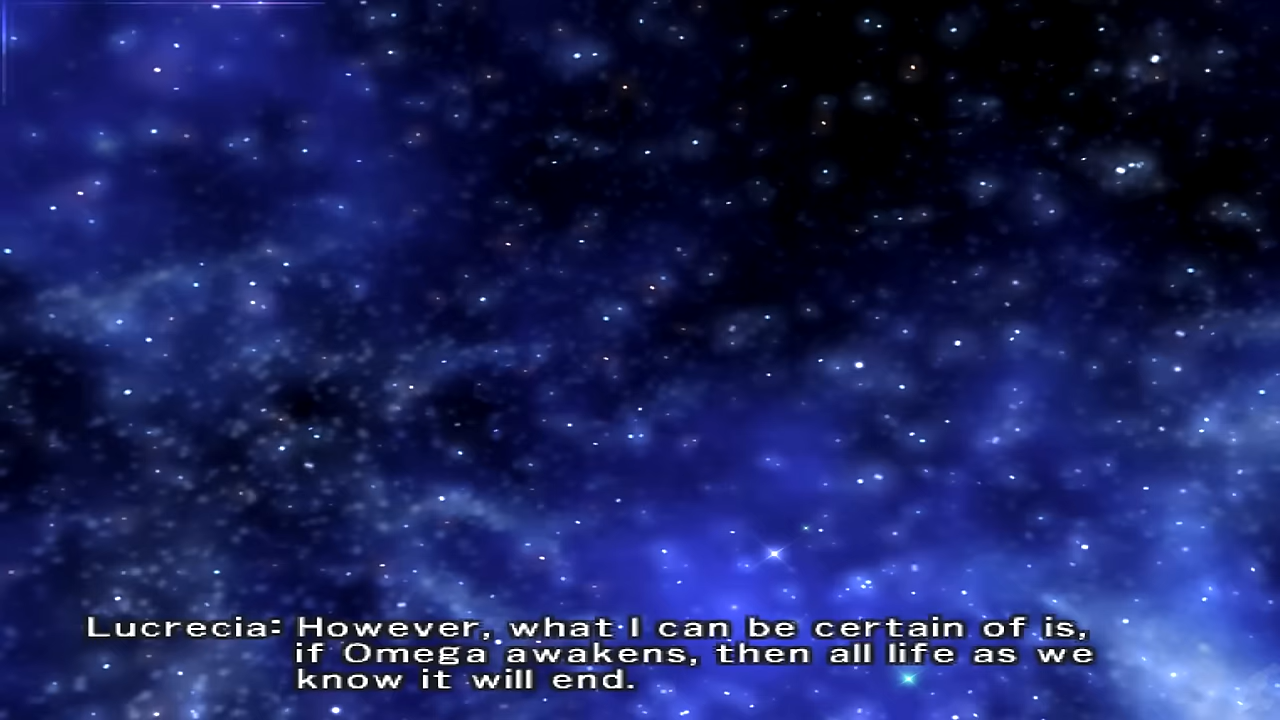 Lucrecia: However, what I can be certain of is,
if Omega awakens, then all life as we
know it will end.